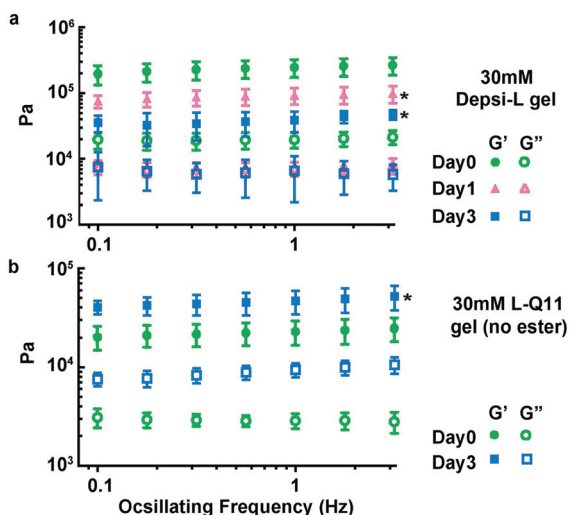 a
10⁶
10⁵
10⁴
10³
Pa
0.1
1
*
*
30mM
Depsi-L gel
G' G"
Day0
Day1
Day3
b
10⁵
10⁴
10³
Pa
0.1
1
*
Ocsillating Frequency (Hz)
30mM L-Q11
gel (no ester)
G' G"
Day0
Day3